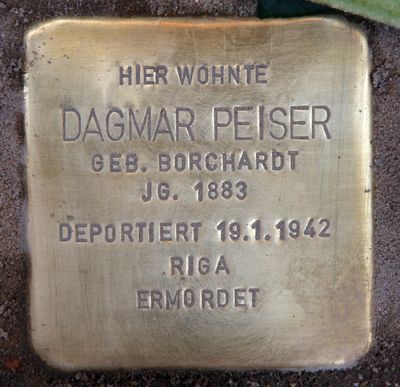 HIER WOHNTE
DAGMAR PEISER
GEB. BORCHARDT
JG. 1883
DEPORTIERT 19.1.1942
RIGA
ERMORDET